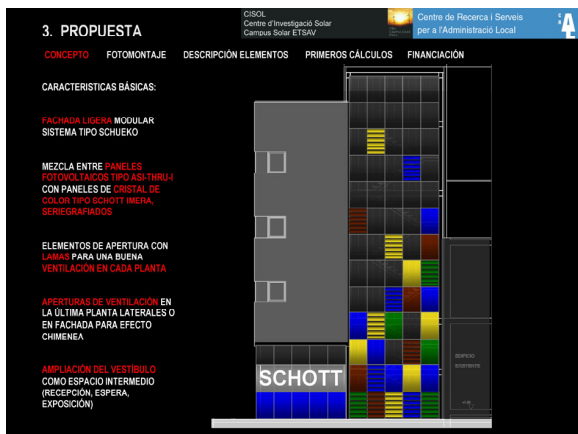 3. PROPUESTA
CISOL
Centre d'Investigació Solar
Campus Solar ETSAV
Centre de Recerca i Serveis
per a l'Administració Local
CONCEPTO FOTOMONTAJE DESCRIPCIÓN ELEMENTOS PRIMEROS CÁLCULOS FINANCIACIÓN
CARACTERISTICAS BÁSICAS:
FACHADA LIGERA MODULAR
SISTEMA TIPO SCHUEKO
MEZCLA ENTRE PANELES
FOTOVOLTAICOS TIPO ASI-THRU-I
CON PANELES DE CRISTAL DE
COLOR TIPO SCHOTT IMERA,
SERIEGRAFIADOS
ELEMENTOS DE APERTURA CON
LAMAS PARA UNA BUENA
VENTILACIÓN EN CADA PLANTA
APERTURAS DE VENTILACIÓN EN
LA ÚLTIMA PLANTA LATERALES O
EN FACHADA PARA EFECTO
CHIMENEA
AMPLIACIÓN DEL VESTÍBULO
COMO ESPACIO INTERMEDIO
(RECEPCIÓN, ESPERA,
EXPOSICIÓN)
SCHOTT
EDIFICIO
EXISTENTE